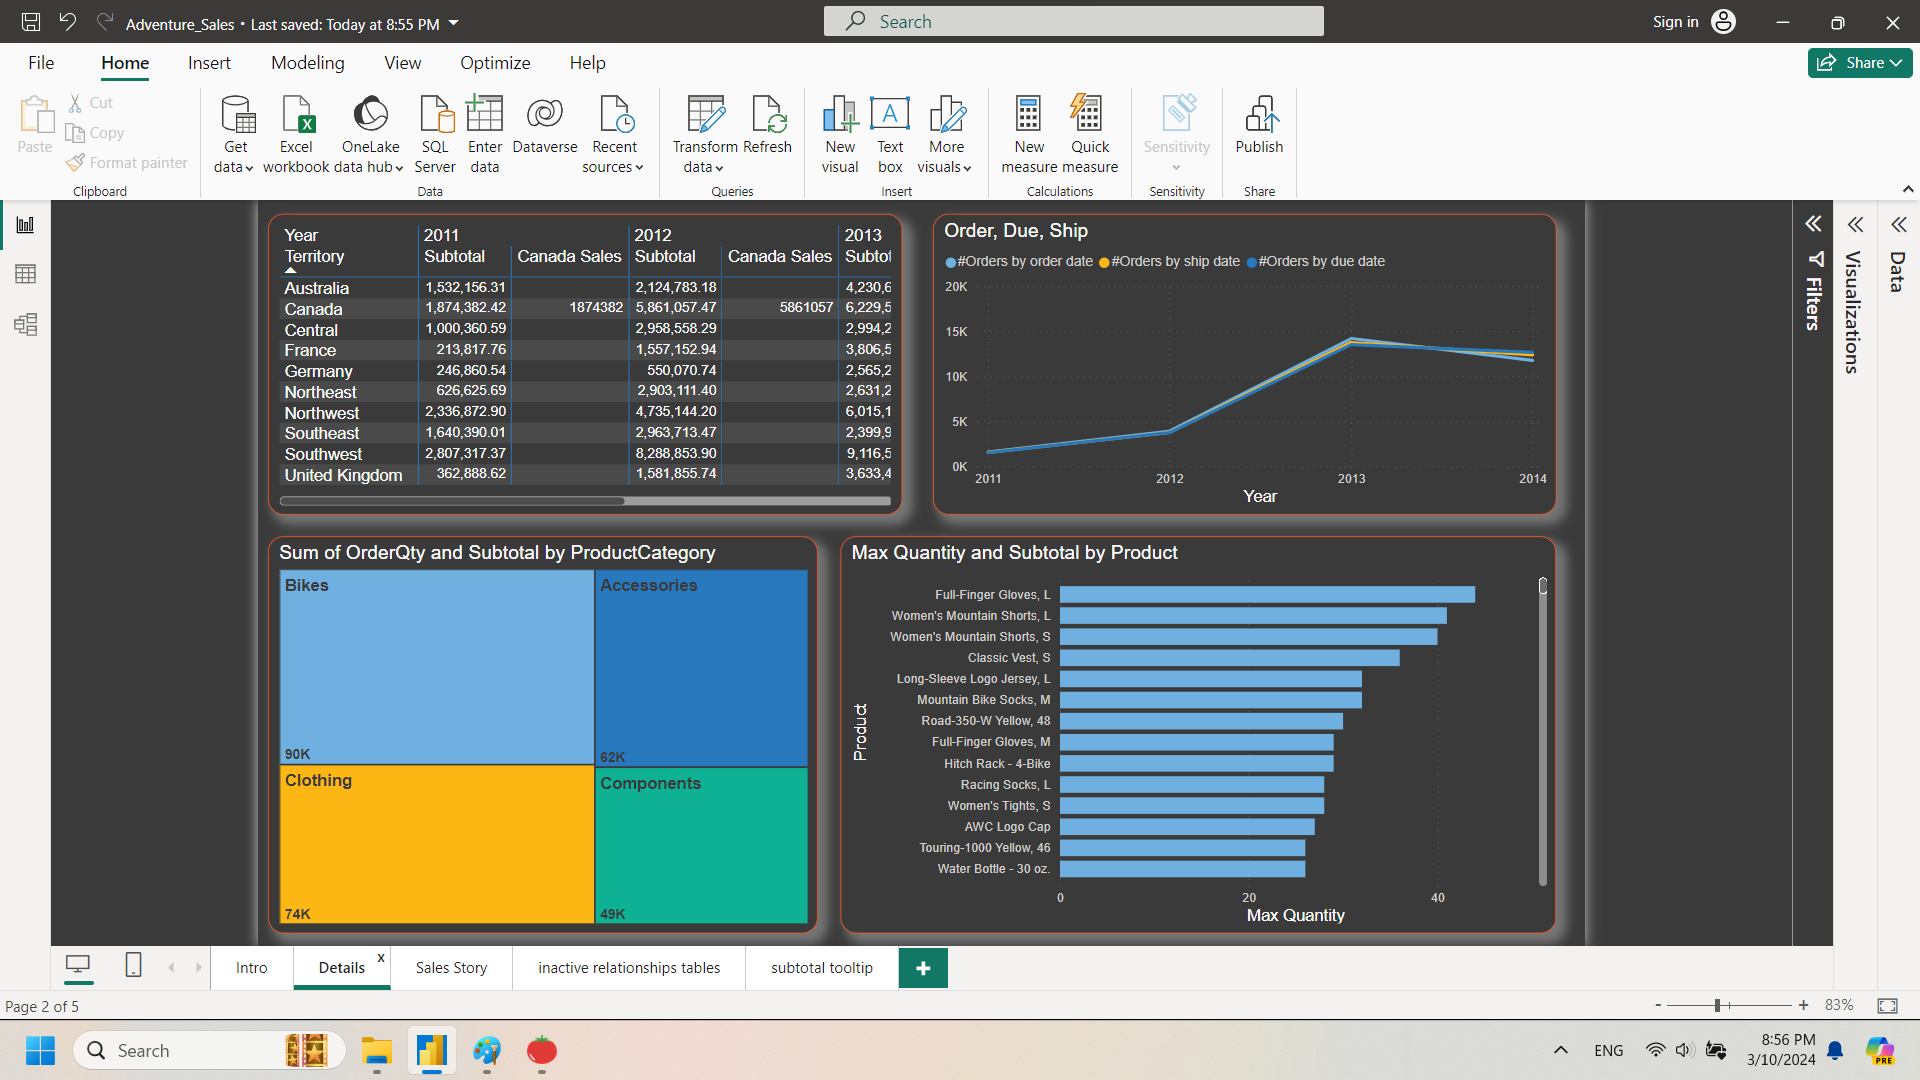 Adventure_Sales • Last saved: Today at 8:55 PM
Search
Sign in
File Home Insert Modeling View Optimize Help
Share
Paste
Cut
Copy
Format painter
Clipboard
Get data
Excel workbook
OneLake data hub
SQL Server
Enter data
Dataverse
Recent sources
Data
Transform data
Refresh
Queries
New visual
Text box
More visuals
Insert
New measure
Quick measure
Calculations
Sensitivity
Sensitivity
Publish
Share
Year 2011 2012 2013
Territory Subtotal Canada Sales Subtotal Canada Sales
Australia 1,532,156.31 2,124,783.18 4,230,6
Canada 1,874,382.42 1874382 5,861,057.47 5861057 6,229,5
Central 1,000,360.59 2,958,558.29 2,994,2
France 213,817.76 1,557,152.94 3,806,5
Germany 246,860.54 550,070.74 2,565,2
Northeast 626,625.69 2,903,111.40 2,631,2
Northwest 2,336,872.90 4,735,144.20 6,015,1
Southeast 1,640,390.01 2,963,713.47 2,399,9
Southwest 2,807,317.37 8,288,853.90 9,116,5
United Kingdom 362,888.62 1,581,855.74 3,633,4
Order, Due, Ship
#Orders by order date #Orders by ship date #Orders by due date
20K
15K
10K
5K
0K
2011 2012 2013 2014
Year
Sum of OrderQty and Subtotal by ProductCategory
Bikes
90K
Accessories
62K
Clothing
74K
Components
49K
Max Quantity and Subtotal by Product
Product
Full-Finger Gloves, L
Women's Mountain Shorts, L
Women's Mountain Shorts, S
Classic Vest, S
Long-Sleeve Logo Jersey, L
Mountain Bike Socks, M
Road-350-W Yellow, 48
Full-Finger Gloves, M
Hitch Rack - 4-Bike
Racing Socks, L
Women's Tights, S
AWC Logo Cap
Touring-1000 Yellow, 46
Water Bottle - 30 oz.
0 20 40
Max Quantity
Filters
Visualizations
Data
Intro Details x Sales Story inactive relationships tables subtotal tooltip +
Page 2 of 5
- + 83%
Search
ENG
8:56 PM
3/10/2024
PRE